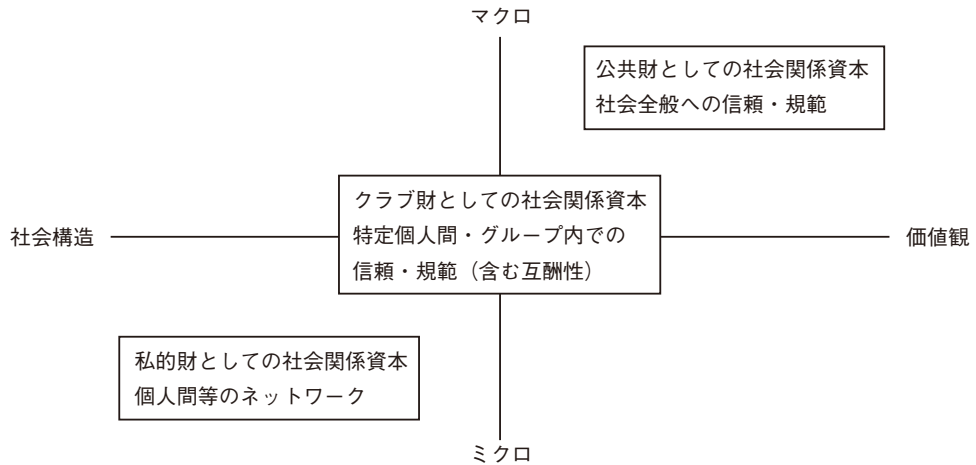 マクロ
公共財としての社会関係資本
社会全般への信頼・規範
クラブ財としての社会関係資本
特定個人間・グループ内での
信頼・規範（含む互酬性）
社会構造
価値観
私的財としての社会関係資本
個人間等のネットワーク
ミクロ